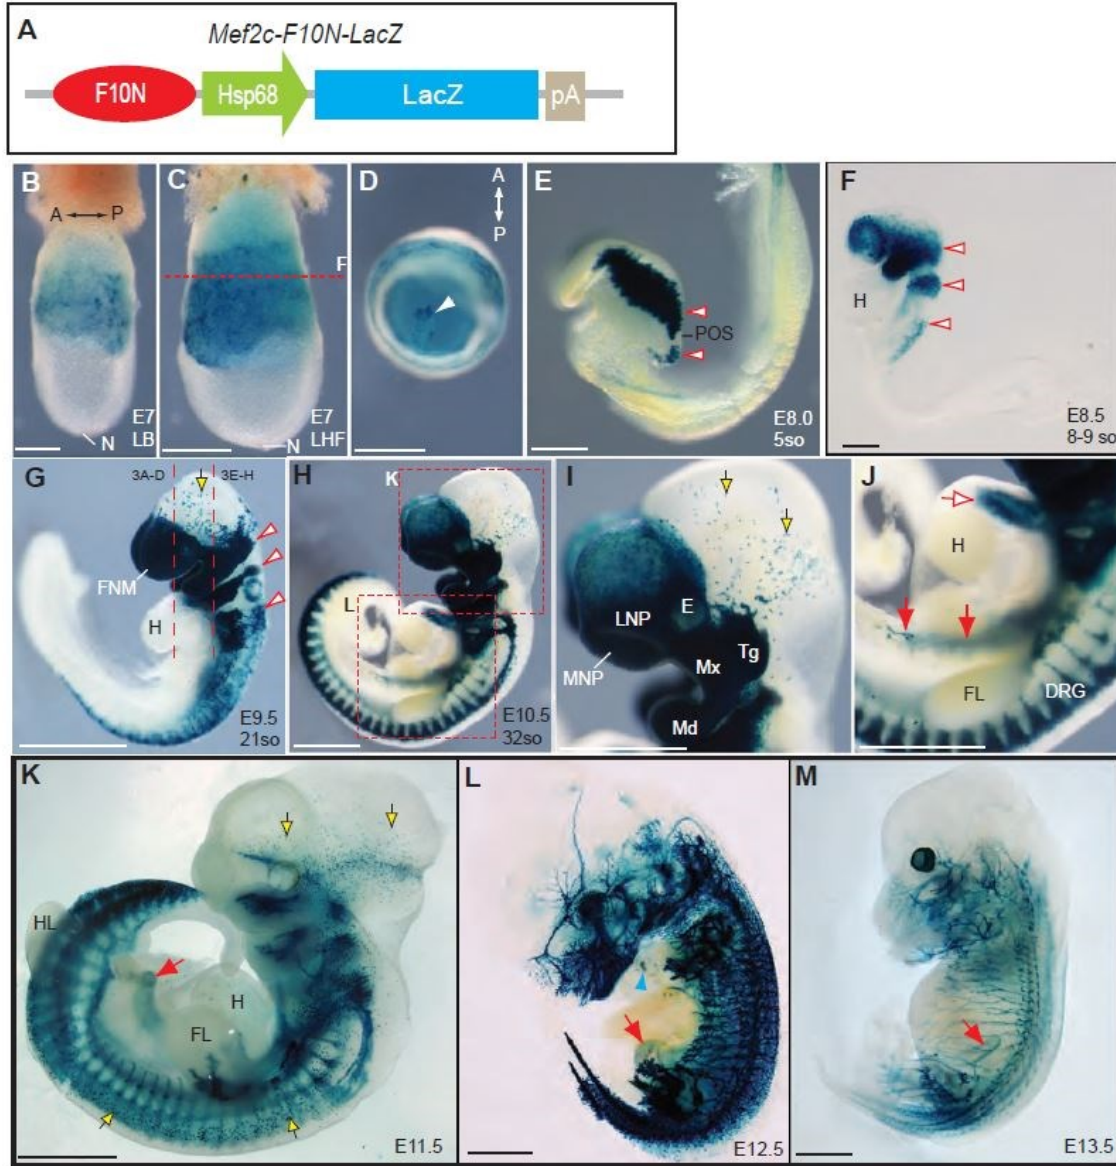 A
Mef2c-F10N-LacZ
F10N
Hsp68
LacZ
pA
B
A
P
E7
LB
N
C
F
E7
LHF
N
D
A
P
E
POS
E8.0
5so
F
H
E8.5
8-9 so
G
3A-D
3E-H
FNM
H
E9.5
21so
H
K
L
E10.5
32so
I
LNP
E
MNP
Mx
Tg
Md
J
H
FL
DRG
K
HL
H
FL
E11.5
L
E12.5
M
E13.5